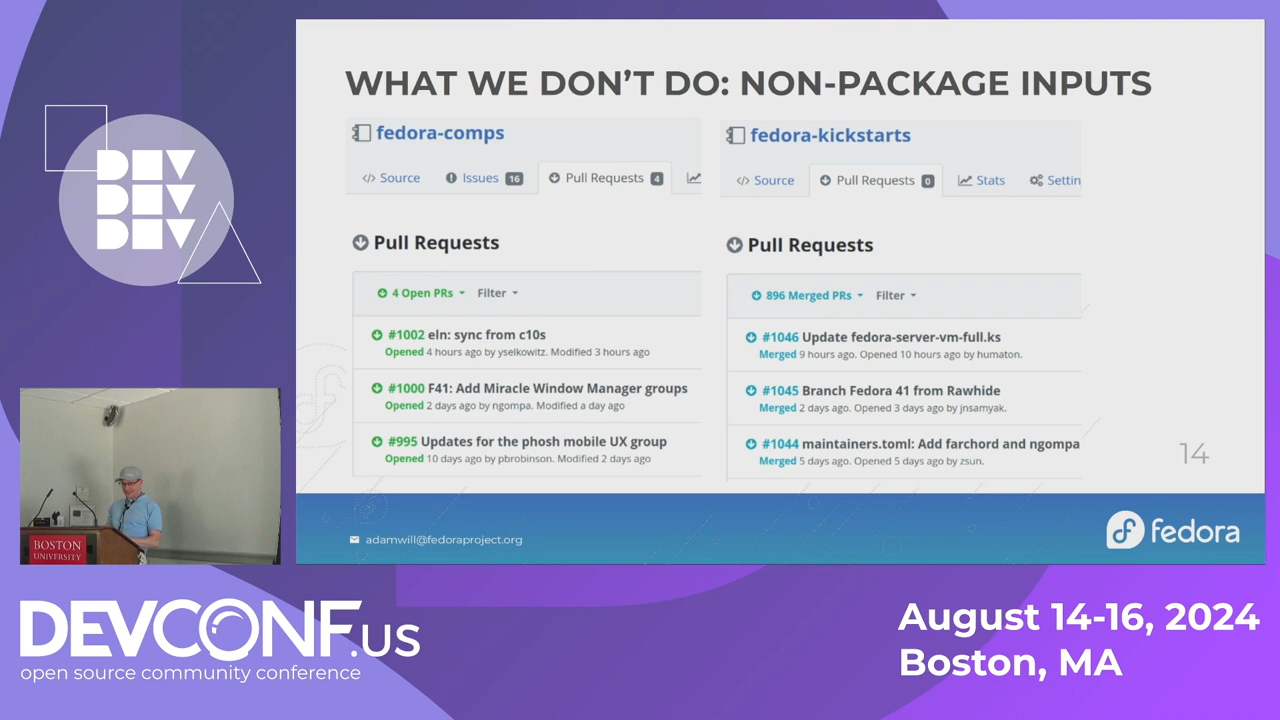 WHAT WE DON'T DO: NON-PACKAGE INPUTS
fedora-comps
Source Issues 16 Pull Requests 4
Pull Requests
4 Open PRs Filter
#1002 eln: sync from c10s
Opened 4 hours ago by yselkowitz. Modified 3 hours ago
#1000 F41: Add Miracle Window Manager groups
Opened 2 days ago by ngompa. Modified a day ago
#995 Updates for the phosh mobile UX group
Opened 10 days ago by pbrobinson. Modified 2 days ago
fedora-kickstarts
Source Pull Requests 0 Stats Settin
Pull Requests
896 Merged PRs Filter
#1046 Update fedora-server-vm-full.ks
Merged 9 hours ago. Opened 10 hours ago by humaton.
#1045 Branch Fedora 41 from Rawhide
Merged 2 days ago. Opened 3 days ago by jnsamyak.
#1044 maintainers.toml: Add farchord and ngompa
Merged 5 days ago. Opened 5 days ago by zsun.
14
adamwill@fedoraproject.org
fedora
DEV
DEV
DEV
BOSTON
UNIVERSITY
DEVCONF.US
open source community conference
August 14-16, 2024
Boston, MA